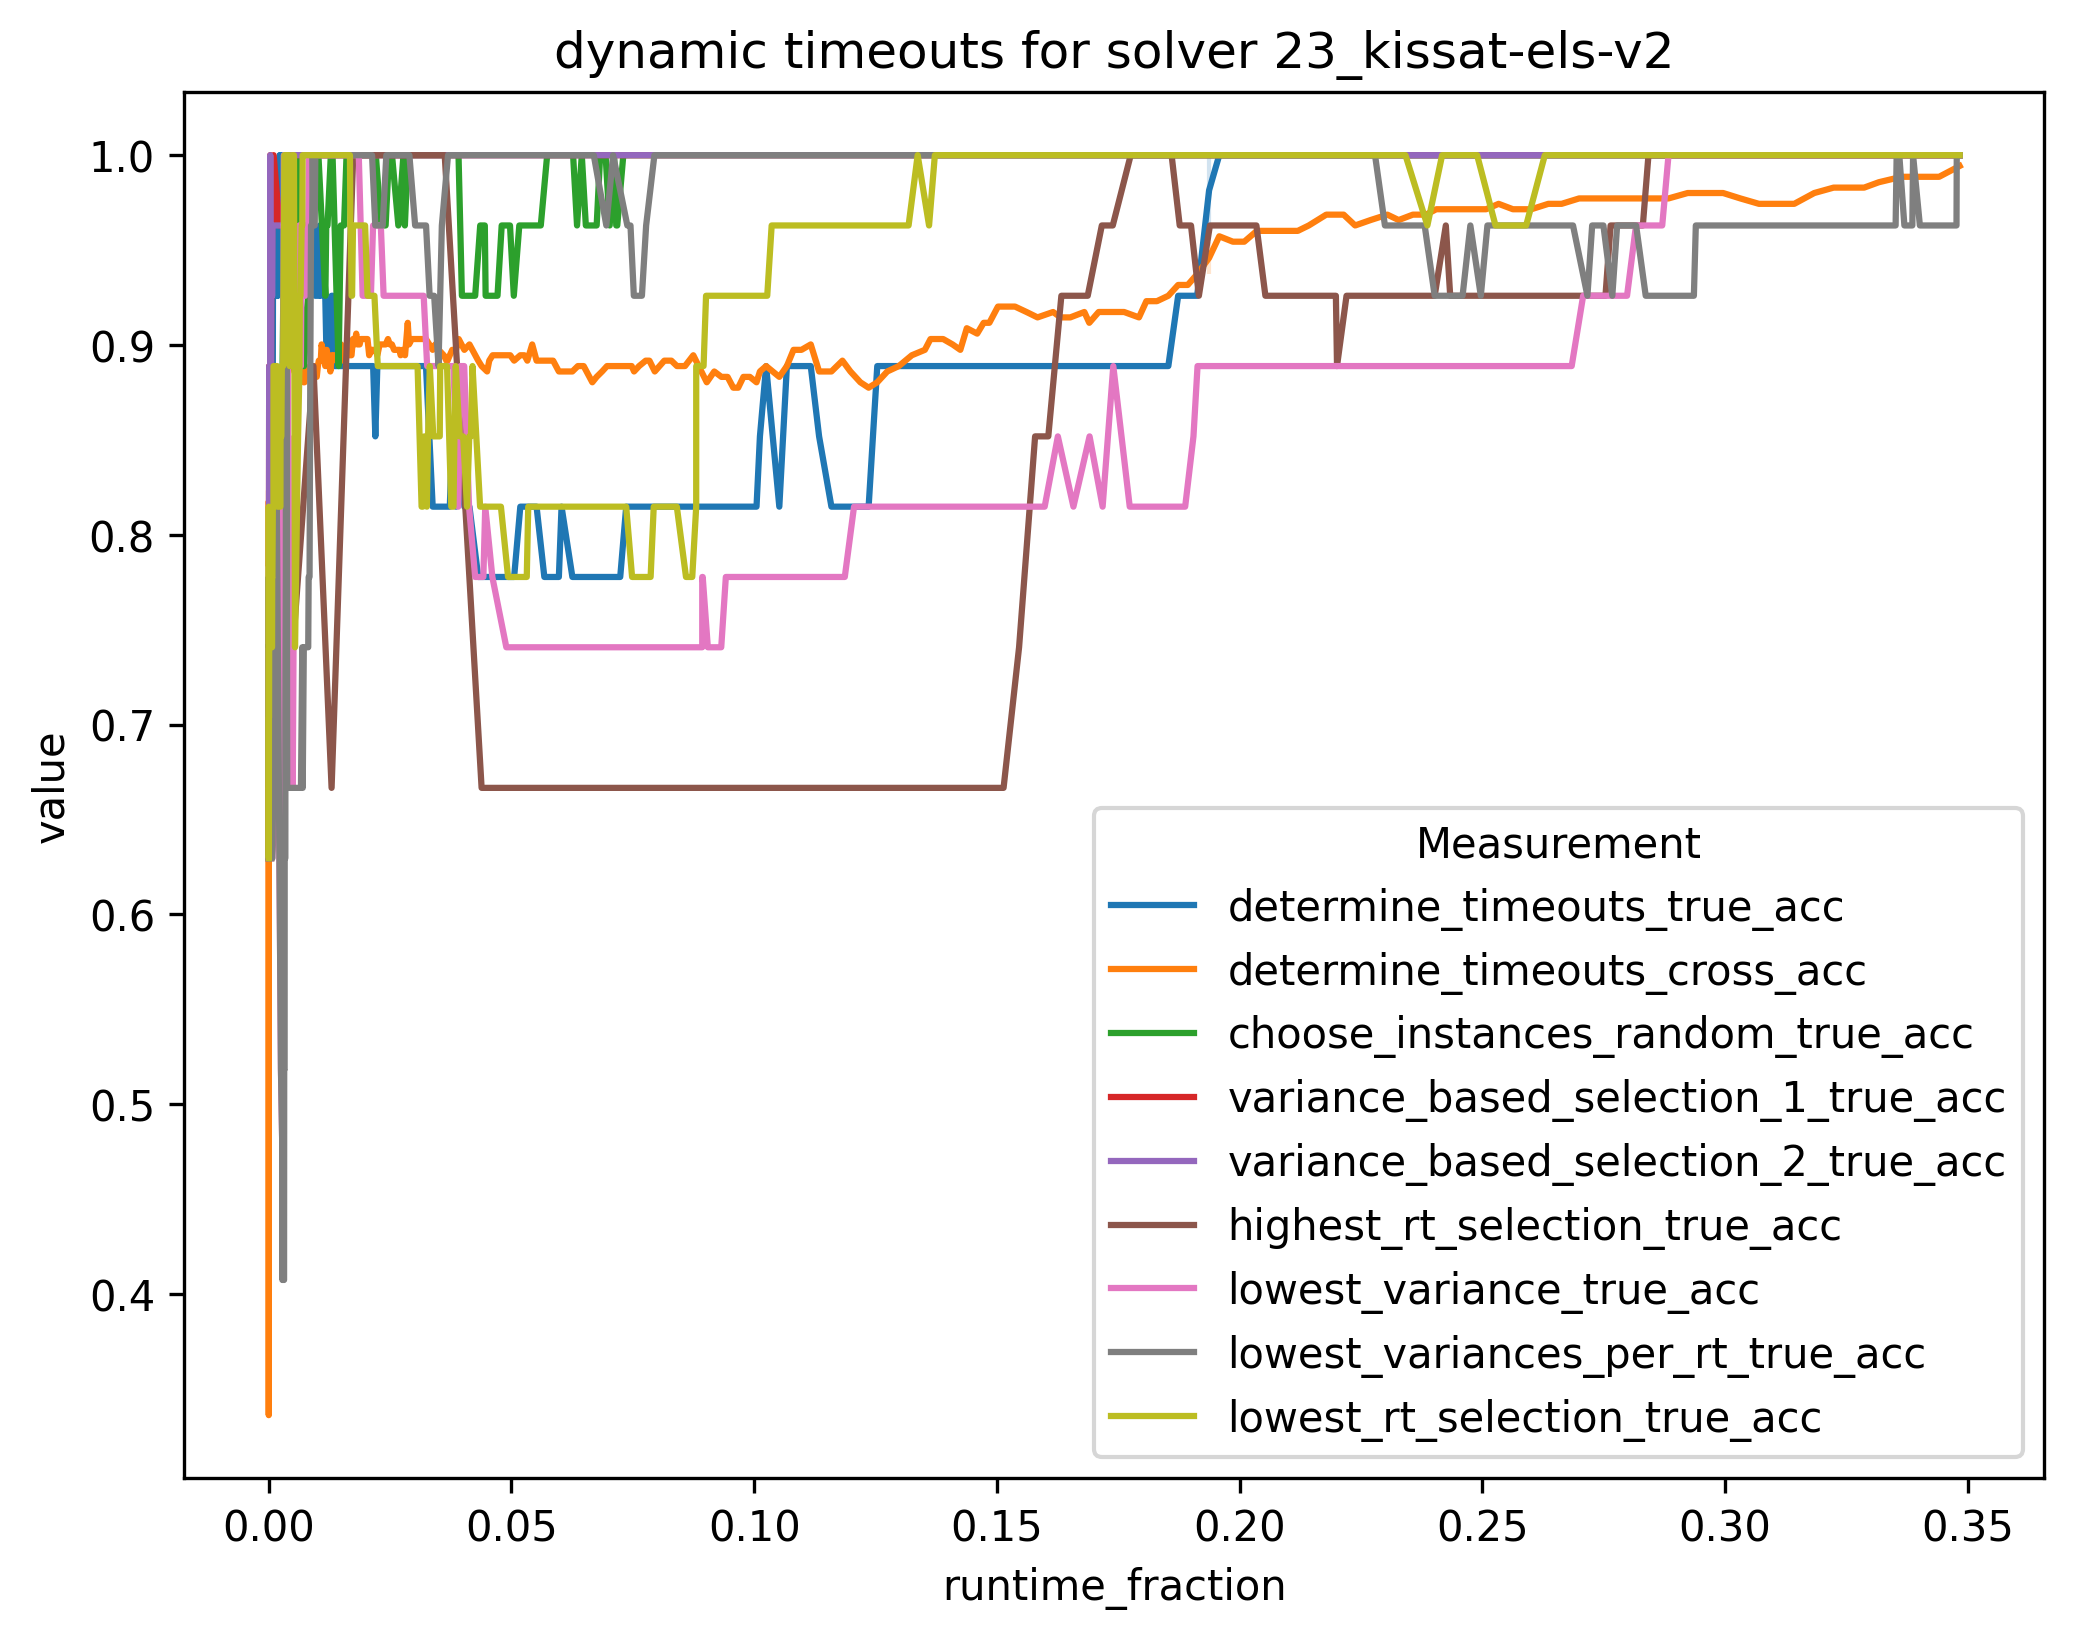 dynamic timeouts for solver 23_kissat-els-v2
1.0
0.9
0.8
0.7
0.6
0.5
0.4
value
Measurement
determine_timeouts_true_acc
determine_timeouts_cross_acc
choose_instances_random_true_acc
variance_based_selection_1_true_acc
variance_based_selection_2_true_acc
highest_rt_selection_true_acc
lowest_variance_true_acc
lowest_variances_per_rt_true_acc
lowest_rt_selection_true_acc
0.00 0.05 0.10 0.15 0.20 0.25 0.30 0.35
runtime_fraction